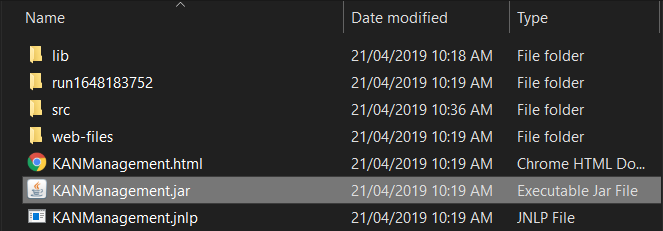 Name Date modified Type
lib 21/04/2019 10:18 AM File folder
run1648183752 21/04/2019 10:19 AM File folder
src 21/04/2019 10:36 AM File folder
web-files 21/04/2019 10:19 AM File folder
KANManagement.html 21/04/2019 10:19 AM Chrome HTML Do...
KANManagement.jar 21/04/2019 10:19 AM Executable Jar File
KANManagement.jnlp 21/04/2019 10:19 AM JNLP File